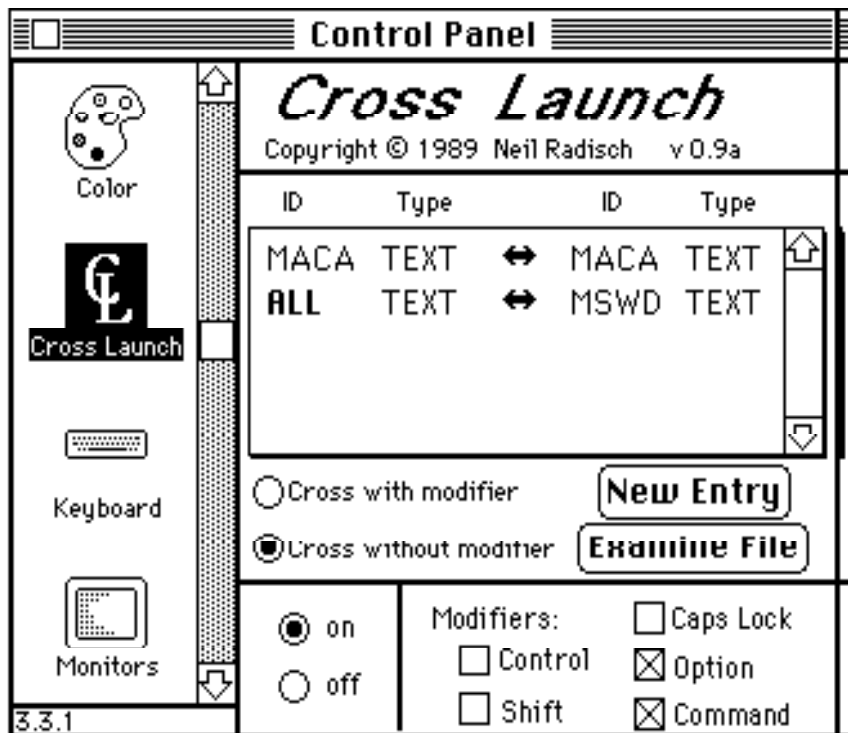 Control Panel
Color
Cross Launch
Keyboard
Monitors
3.3.1
Cross Launch
Copyright © 1989 Neil Radisch v 0.9a
ID Type ID Type
MACA TEXT ⇔ MACA TEXT
ALL TEXT ⇔ MSWD TEXT
Cross with modifier
New Entry
Cross without modifier
Examine File
on
off
Modifiers:
Caps Lock
Control
Option
Shift
Command